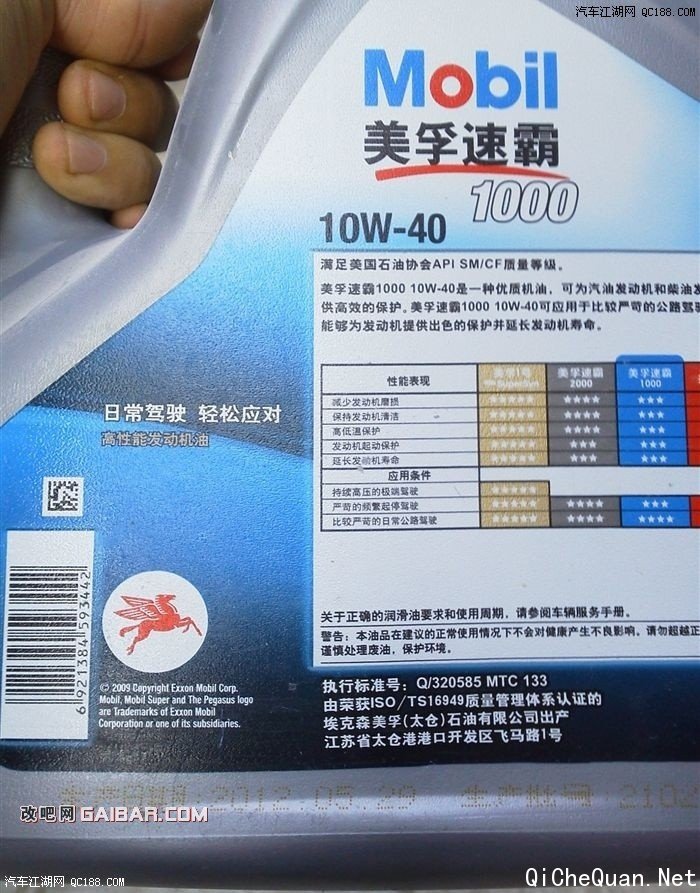 汽车江湖网 QC188.COM
Mobil
美孚速霸
1000
10W-40
满足美国石油协会API SM/CF质量等级。
美孚速霸1000 10W-40是一种优质机油，可为汽油发动机和柴油发
供高效的保护。美孚速霸1000 10W-40可应用于比较严苛的公路驾驶
能够为发动机提供出色的保护并延长发动机寿命。
性能表现 美孚1号 SuperSyn 美孚速霸 2000 美孚速霸 1000
减少发动机磨损 ★★★★★ ★★★★ ★★★
保持发动机清洁 ★★★★★ ★★★★ ★★★
高低温保护 ★★★★★ ★★★★ ★★★
发动机起动保护 ★★★★★ ★★★★ ★★★
延长发动机寿命 ★★★★★ ★★★★ ★★★
应用条件
持续高压的极端驾驶 ★★★★★
严苛的频繁起停驾驶 ★★★★★ ★★★★ ★★★
比较严苛的日常公路驾驶 ★★★★★ ★★★★ ★★★★
日常驾驶 轻松应对
高性能发动机油
6921384593442
关于正确的润滑油要求和使用周期，请参阅车辆服务手册。
警告：本油品在建议的正常使用情况下不会对健康产生不良影响。请勿超越正
谨慎处理废油，保护环境。
© 2009 Copyright Exxon Mobil Corp.
Mobil, Mobil Super and The Pegasus logo
are Trademarks of Exxon Mobil
Corporation or one of its subsidiaries.
执行标准号：Q/320585 MTC 133
由荣获ISO/TS16949质量管理体系认证的
埃克森美孚(太仓)石油有限公司出产
江苏省太仓港港口开发区飞马路1号
2012.05.29 生产批号 2102
改吧网 GAIBAR.COM
汽车江湖网 QC188.COM
QiCheQuan.Net